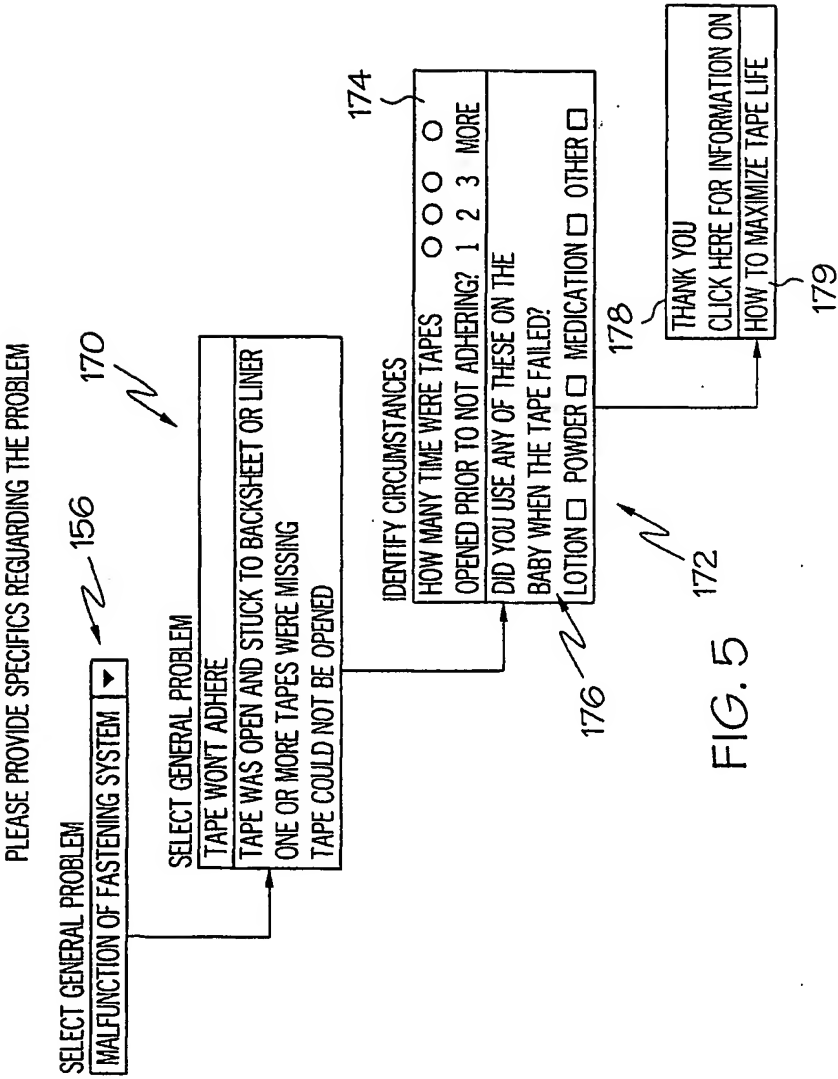 PLEASE PROVIDE SPECIFICS REGUARDING THE PROBLEM
SELECT GENERAL PROBLEM
MALFUNCTION OF FASTENING SYSTEM
156
SELECT GENERAL PROBLEM
TAPE WON'T ADHERE
TAPE WAS OPEN AND STUCK TO BACKSHEET OR LINER
ONE OR MORE TAPES WERE MISSING
TAPE COULD NOT BE OPENED
170
IDENTIFY CIRCUMSTANCES
HOW MANY TIME WERE TAPES
OPENED PRIOR TO NOT ADHERING? 1 2 3 MORE
174
DID YOU USE ANY OF THESE ON THE
BABY WHEN THE TAPE FAILED?
LOTION POWDER MEDICATION OTHER
176
172
178
THANK YOU
CLICK HERE FOR INFORMATION ON
HOW TO MAXIMIZE TAPE LIFE
179
FIG. 5